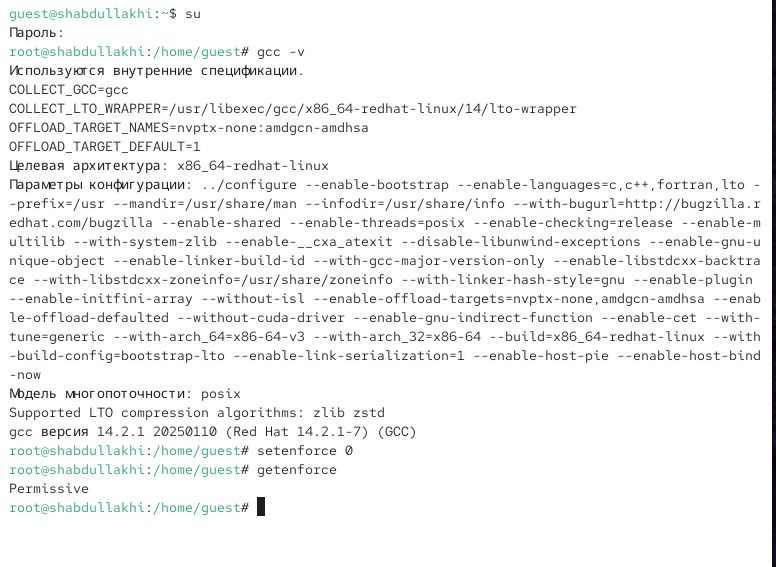 guest@shabdullakhi:~$ su
Пароль:
root@shabdullakhi:/home/guest# gcc -v
Используются внутренние спецификации.
COLLECT_GCC=gcc
COLLECT_LTO_WRAPPER=/usr/libexec/gcc/x86_64-redhat-linux/14/lto-wrapper
OFFLOAD_TARGET_NAMES=nvptx-none:amdgcn-amdhsa
OFFLOAD_TARGET_DEFAULT=1
Целевая архитектура: x86_64-redhat-linux
Параметры конфигурации: ../configure --enable-bootstrap --enable-languages=c,c++,fortran,lto -
-prefix=/usr --mandir=/usr/share/man --infodir=/usr/share/info --with-bugurl=http://bugzilla.r
edhat.com/bugzilla --enable-shared --enable-threads=posix --enable-checking=release --enable-m
ultilib --with-system-zlib --enable-__cxa_atexit --disable-libunwind-exceptions --enable-gnu-u
nique-object --enable-linker-build-id --with-gcc-major-version-only --enable-libstdcxx-backtra
ce --with-libstdcxx-zoneinfo=/usr/share/zoneinfo --with-linker-hash-style=gnu --enable-plugin
--enable-initfini-array --without-isl --enable-offload-targets=nvptx-none,amdgcn-amdhsa --enab
le-offload-defaulted --without-cuda-driver --enable-gnu-indirect-function --enable-cet --with-
tune=generic --with-arch_64=x86-64-v3 --with-arch_32=x86-64 --build=x86_64-redhat-linux --with
-build-config=bootstrap-lto --enable-link-serialization=1 --enable-host-pie --enable-host-bind
-now
Модель многопоточности: posix
Supported LTO compression algorithms: zlib zstd
gcc версия 14.2.1 20250110 (Red Hat 14.2.1-7) (GCC)
root@shabdullakhi:/home/guest# setenforce 0
root@shabdullakhi:/home/guest# getenforce
Permissive
root@shabdullakhi:/home/guest#